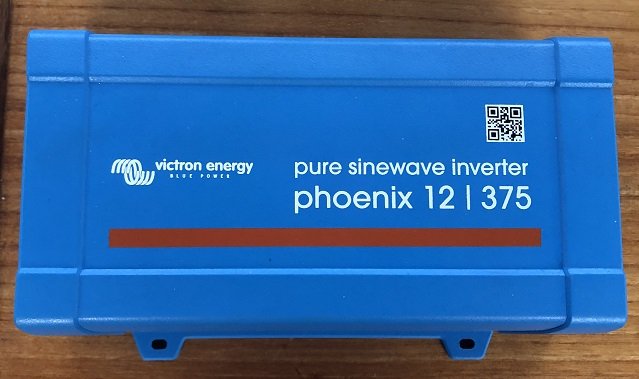 victron energy
BLUE POWER
pure sinewave inverter
phoenix 12 | 375